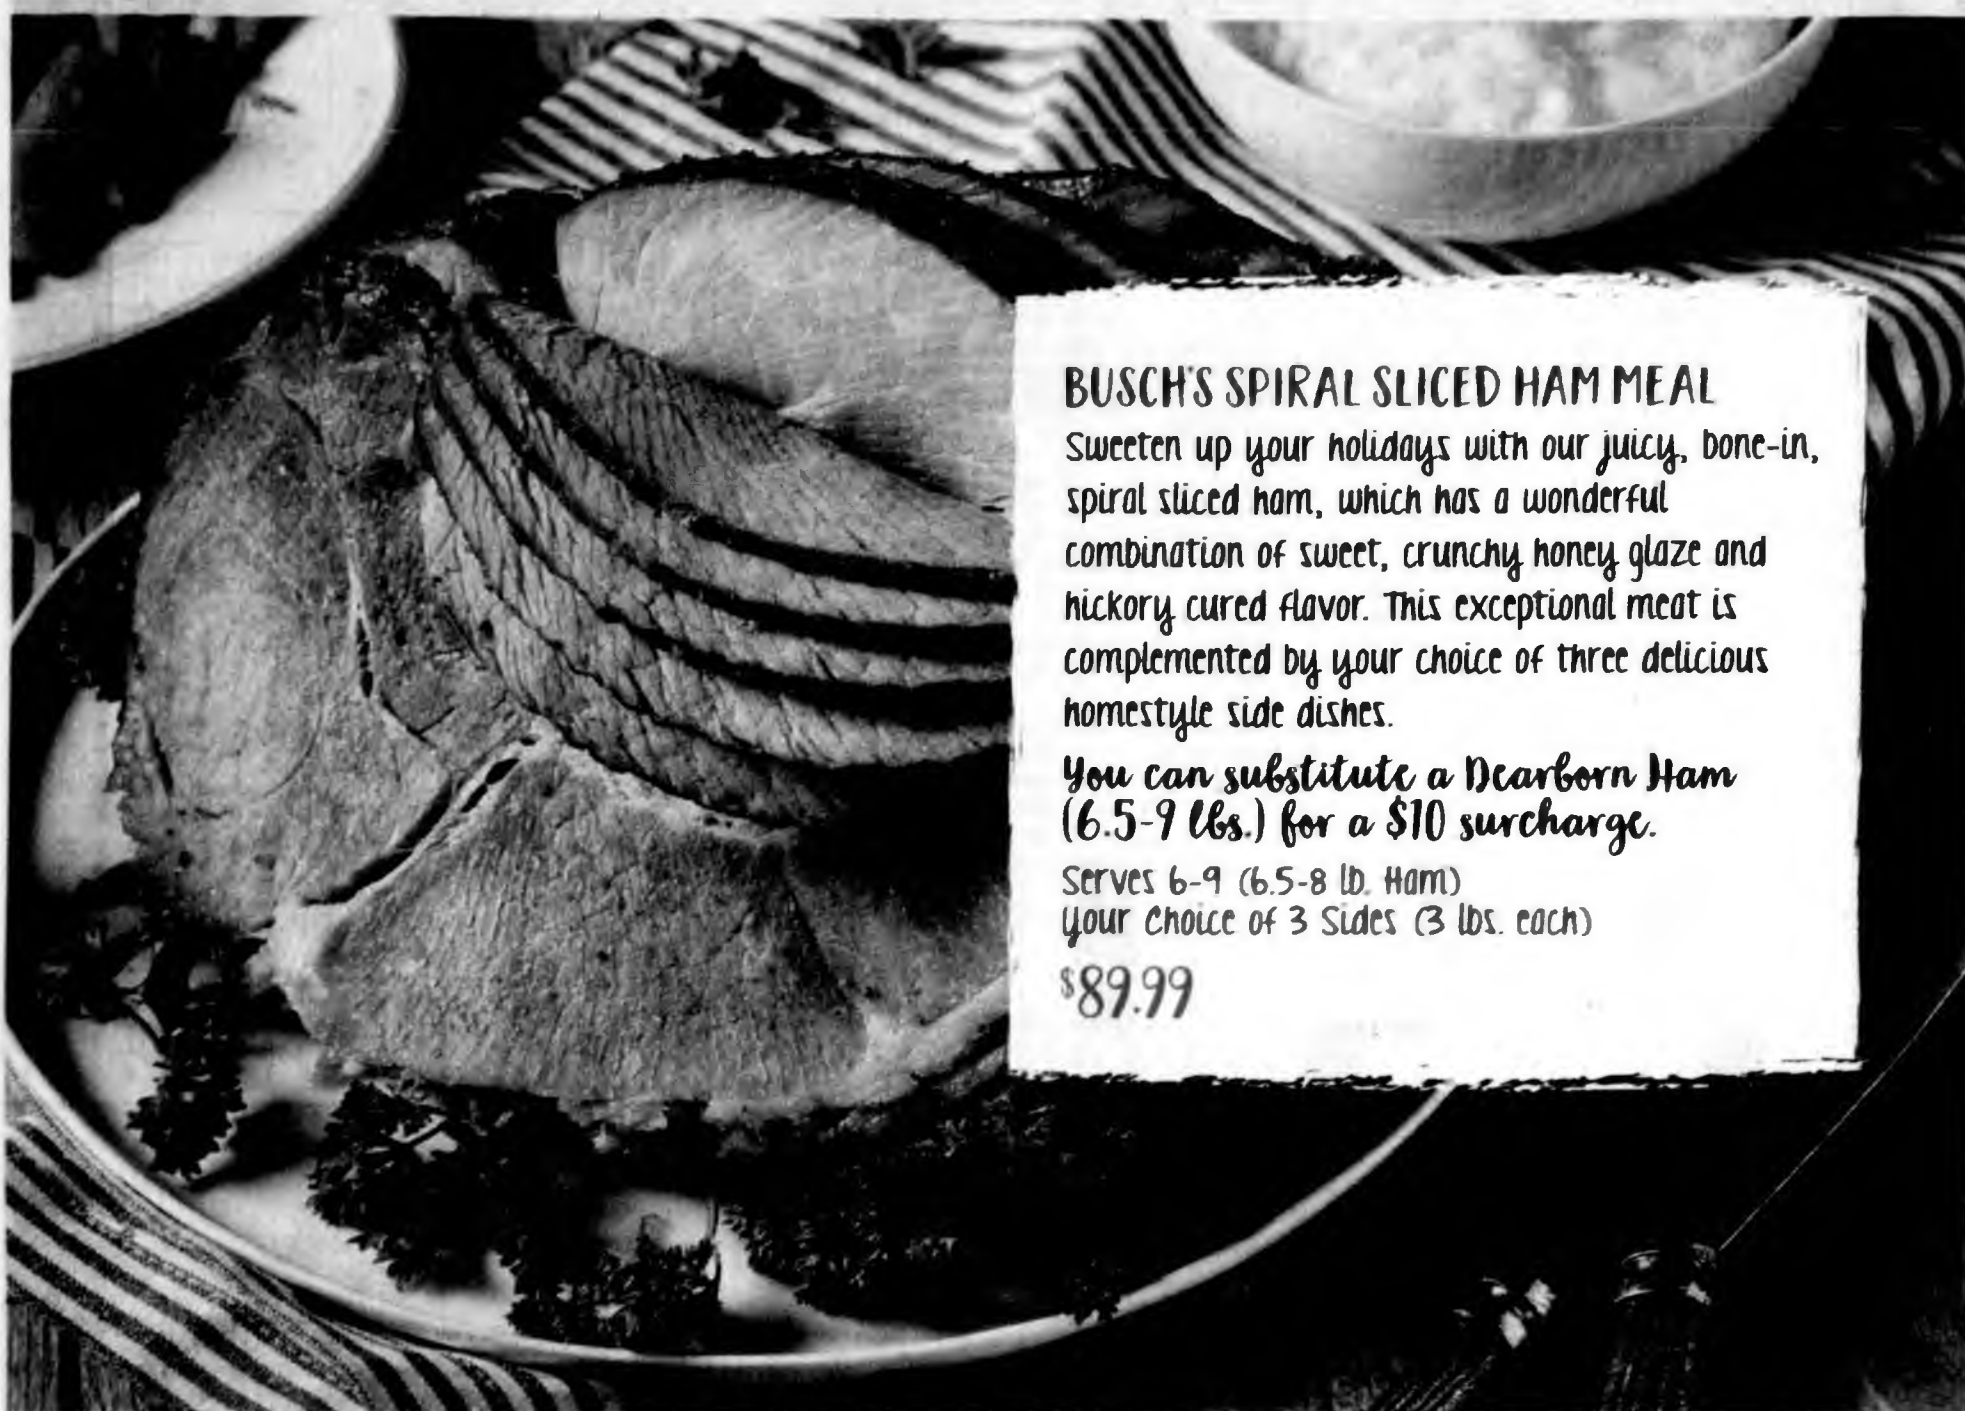 BUSCH'S SPIRAL SLICED HAM MEAL
Sweeten up your holidays with our juicy, bone-in,
spiral sliced ham, which has a wonderful
combination of sweet, crunchy honey glaze and
hickory cured flavor. This exceptional meat is
complemented by your choice of three delicious
homestyle side dishes.
You can substitute a Dearborn Ham
(6.5-9 lbs.) for a $10 surcharge.
Serves 6-9 (6.5-8 lb. Ham)
Your Choice of 3 Sides (3 lbs. each)
$89.99